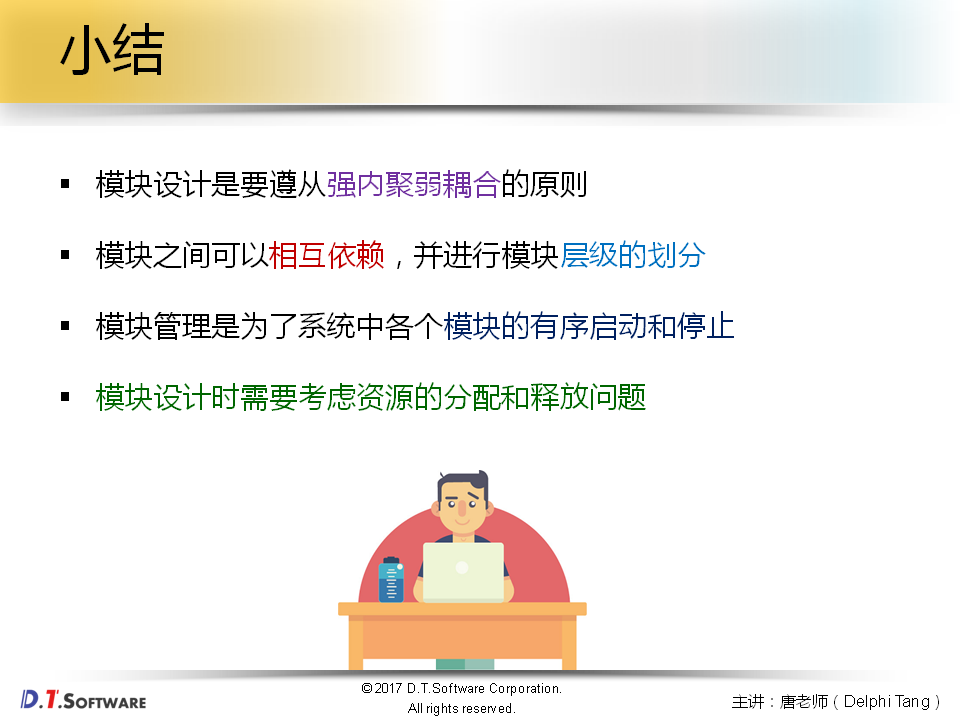 小结
▪ 模块设计是要遵从强内聚弱耦合的原则
▪ 模块之间可以相互依赖，并进行模块层级的划分
▪ 模块管理是为了系统中各个模块的有序启动和停止
▪ 模块设计时需要考虑资源的分配和释放问题
D.T.SOFTWARE
©2017 D.T.Software Corporation.
All rights reserved.
主讲：唐老师（Delphi Tang）